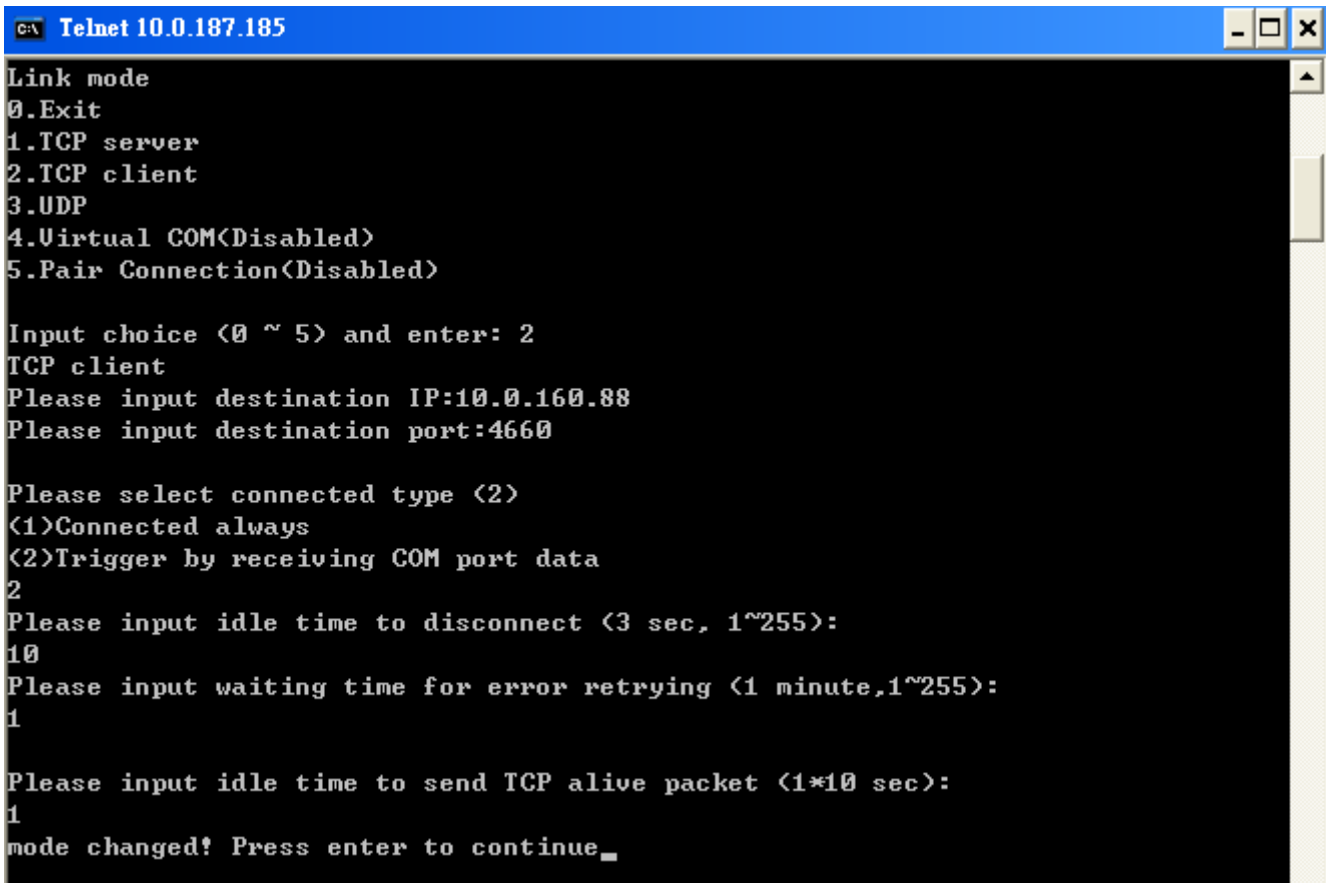 Telnet 10.0.187.185
Link mode
0.Exit
1.TCP server
2.TCP client
3.UDP
4.Virtual COM(Disabled)
5.Pair Connection(Disabled)
Input choice (0 ~ 5) and enter: 2
TCP client
Please input destination IP:10.0.160.88
Please input destination port:4660
Please select connected type (2)
(1)Connected always
(2)Trigger by receiving COM port data
2
Please input idle time to disconnect (3 sec, 1~255):
10
Please input waiting time for error retrying (1 minute,1~255):
1
Please input idle time to send TCP alive packet (1*10 sec):
1
mode changed! Press enter to continue_